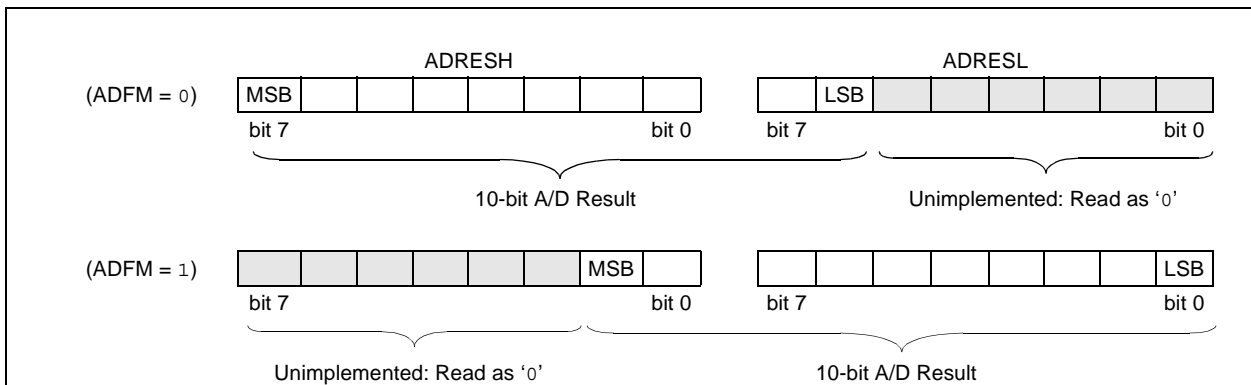 ADRESH ADRESL
(ADFM = 0) MSB LSB
bit 7 bit 0 bit 7 bit 0
10-bit A/D Result Unimplemented: Read as ‘0’
(ADFM = 1) MSB LSB
bit 7 bit 0 bit 7 bit 0
Unimplemented: Read as ‘0’ 10-bit A/D Result